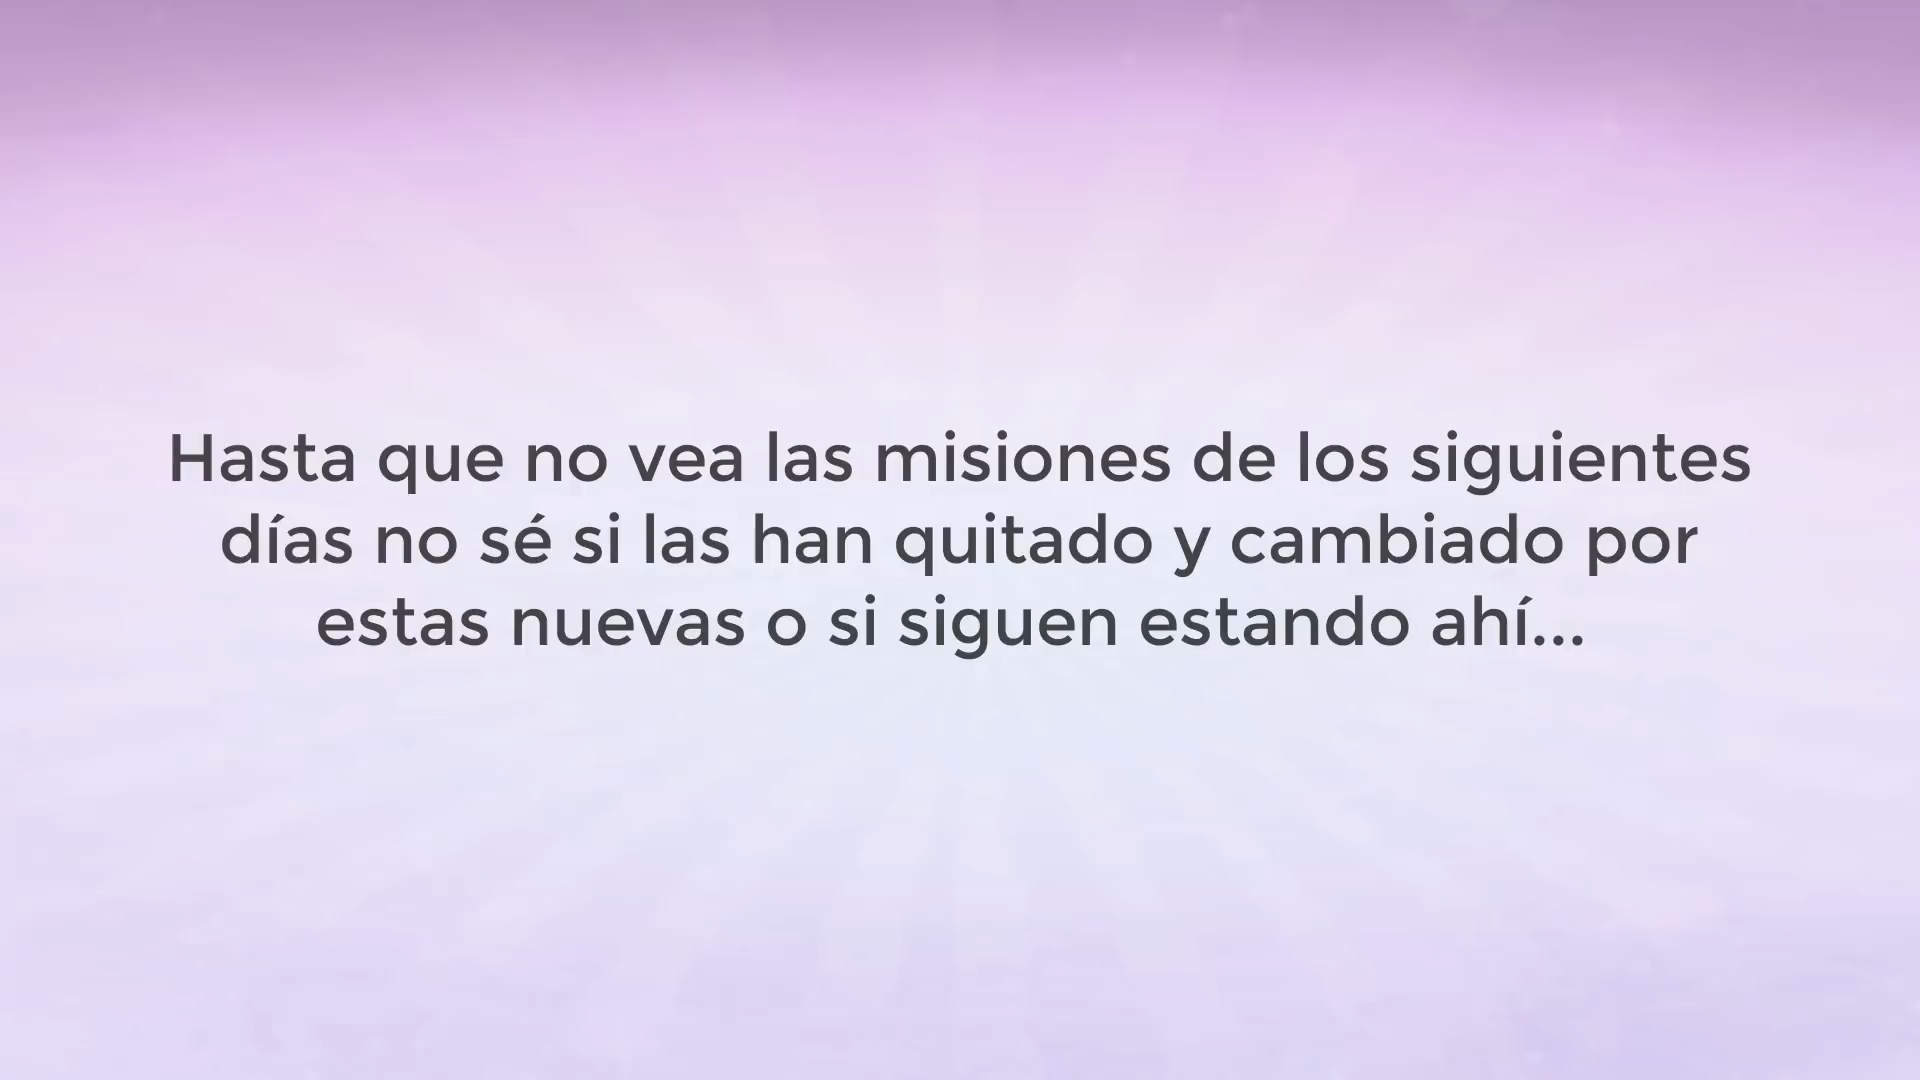 Hasta que no vea las misiones de los siguientes
días no sé si las han quitado y cambiado por
estas nuevas o si siguen estando ahí...